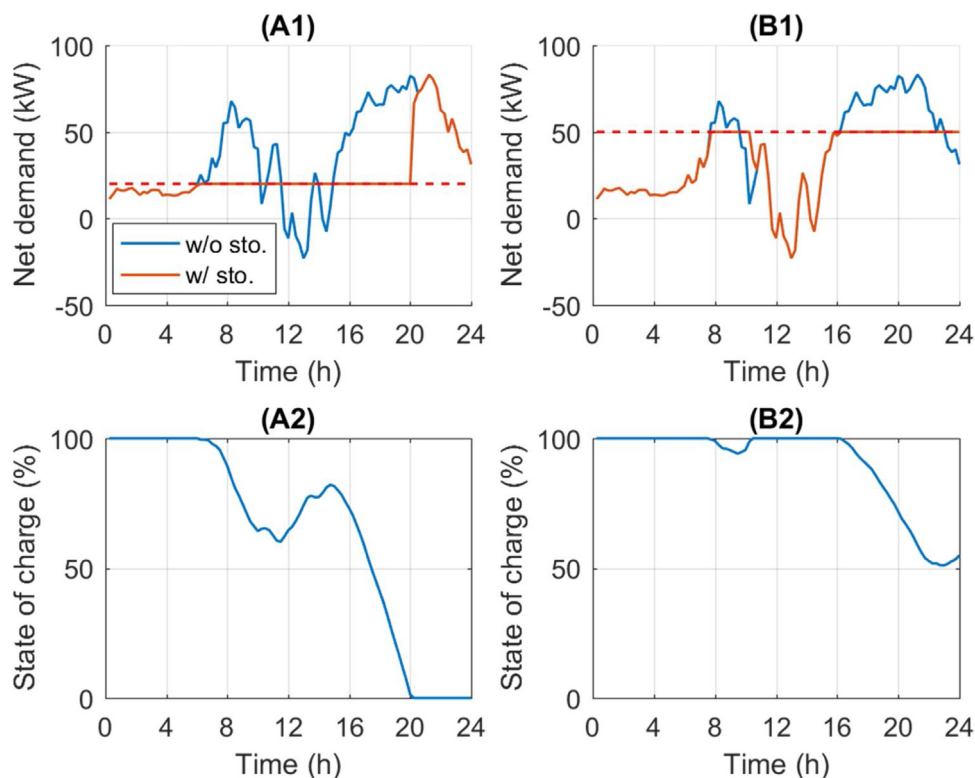 (A1)
Net demand (kW)
100
50
0
-50
w/o sto.
w/ sto.
0 4 8 12 16 20 24
Time (h)
(B1)
Net demand (kW)
100
50
0
-50
0 4 8 12 16 20 24
Time (h)
(A2)
State of charge (%)
100
50
0
0 4 8 12 16 20 24
Time (h)
(B2)
State of charge (%)
100
50
0
0 4 8 12 16 20 24
Time (h)